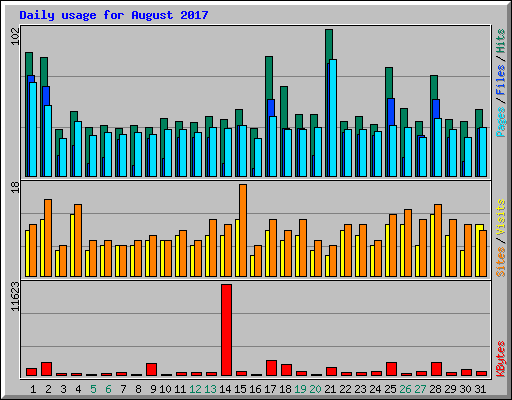 Daily usage for August 2017
102
Pages / Files / Hits
18
Sites / Visits
11623
KBytes
1 2 3 4 5 6 7 8 9 10 11 12 13 14 15 16 17 18 19 20 21 22 23 24 25 26 27 28 29 30 31